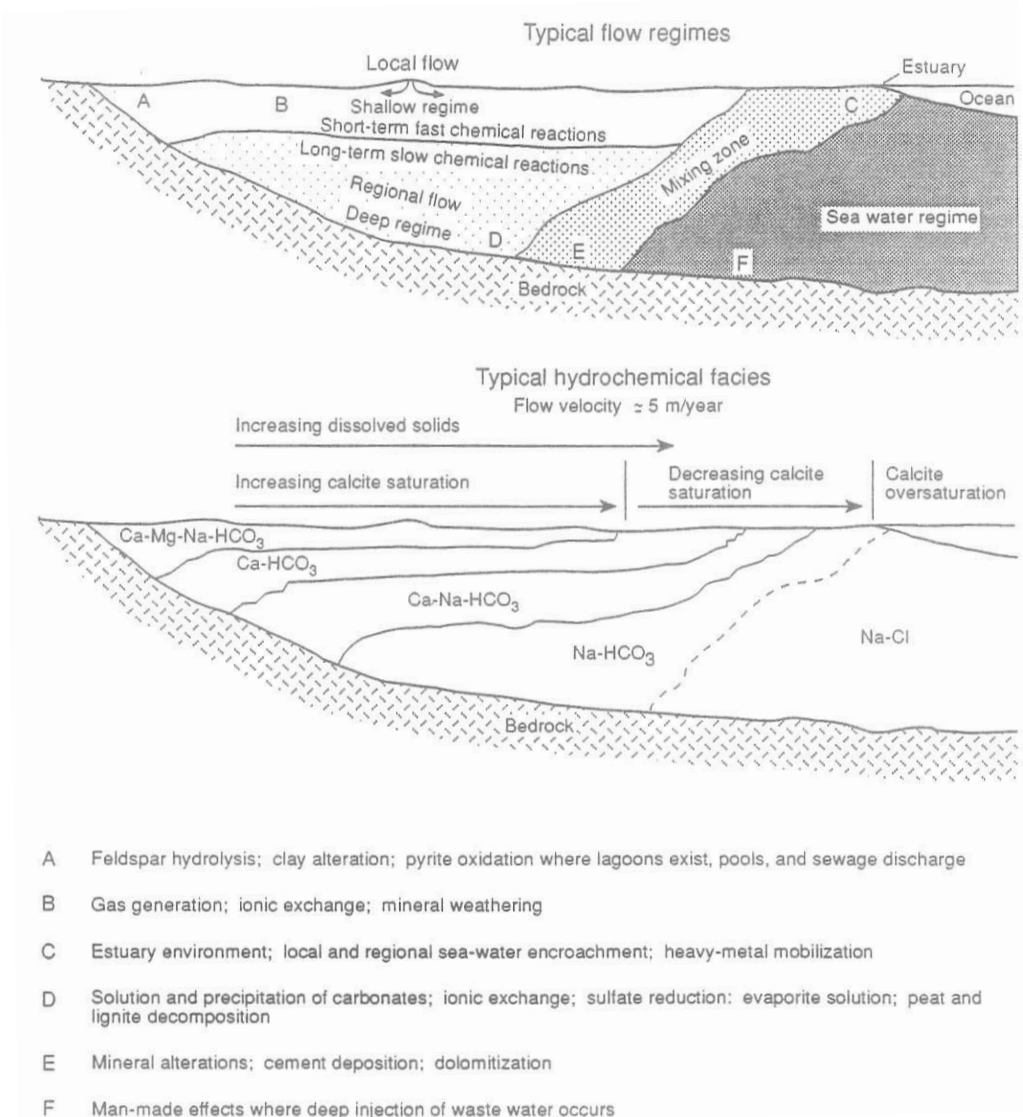 Typical flow regimes
Local flow
Estuary
A
B
Shallow regime
C
Ocean
Short-term fast chemical reactions
Long-term slow chemical reactions
Mixing zone
Regional flow
Deep regime
Sea water regime
D
E
F
Bedrock
Typical hydrochemical facies
Flow velocity ≃ 5 m/year
Increasing dissolved solids
Increasing calcite saturation
Decreasing calcite
saturation
Calcite
oversaturation
Ca-Mg-Na-HCO3
Ca-HCO3
Ca-Na-HCO3
Na-HCO3
Na-Cl
Bedrock
A Feldspar hydrolysis; clay alteration; pyrite oxidation where lagoons exist, pools, and sewage discharge
B Gas generation; ionic exchange; mineral weathering
C Estuary environment; local and regional sea-water encroachment; heavy-metal mobilization
D Solution and precipitation of carbonates; ionic exchange; sulfate reduction: evaporite solution; peat and
lignite decomposition
E Mineral alterations; cement deposition; dolomitization
F Man-made effects where deep injection of waste water occurs